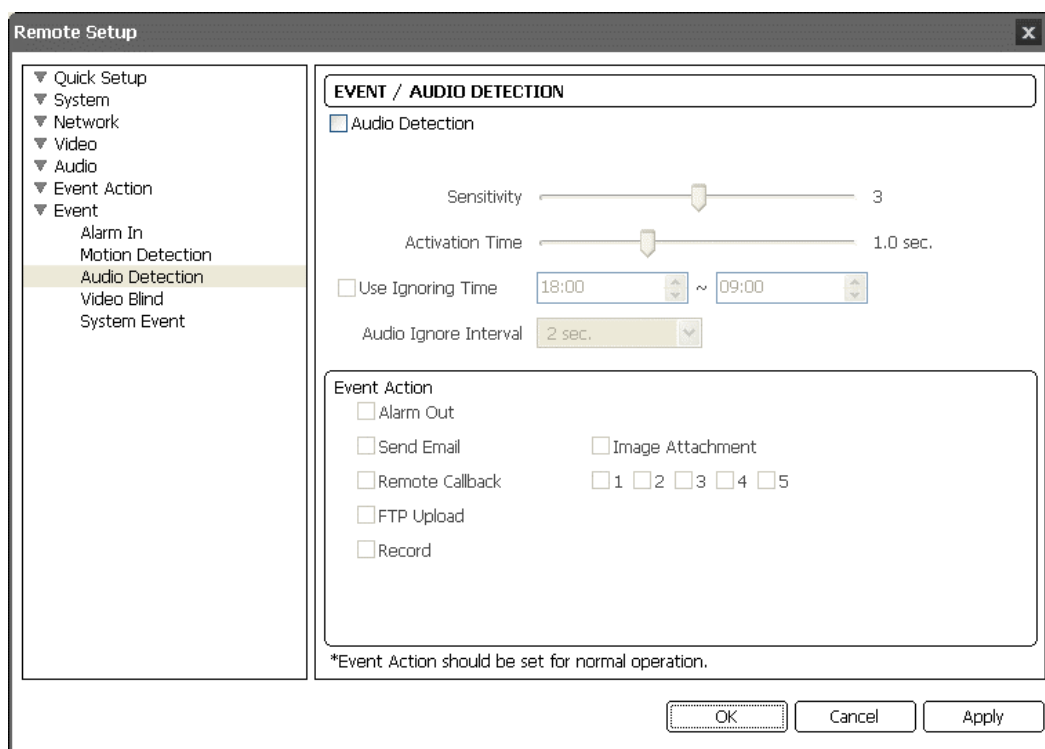 Remote Setup
Quick Setup
System
Network
Video
Audio
Event Action
Event
Alarm In
Motion Detection
Audio Detection
Video Blind
System Event
EVENT / AUDIO DETECTION
Audio Detection
Sensitivity 3
Activation Time 1.0 sec.
Use Ignoring Time 18:00 ~ 09:00
Audio Ignore Interval 2 sec.
Event Action
Alarm Out
Send Email Image Attachment
Remote Callback 1 2 3 4 5
FTP Upload
Record
*Event Action should be set for normal operation.
OK Cancel Apply